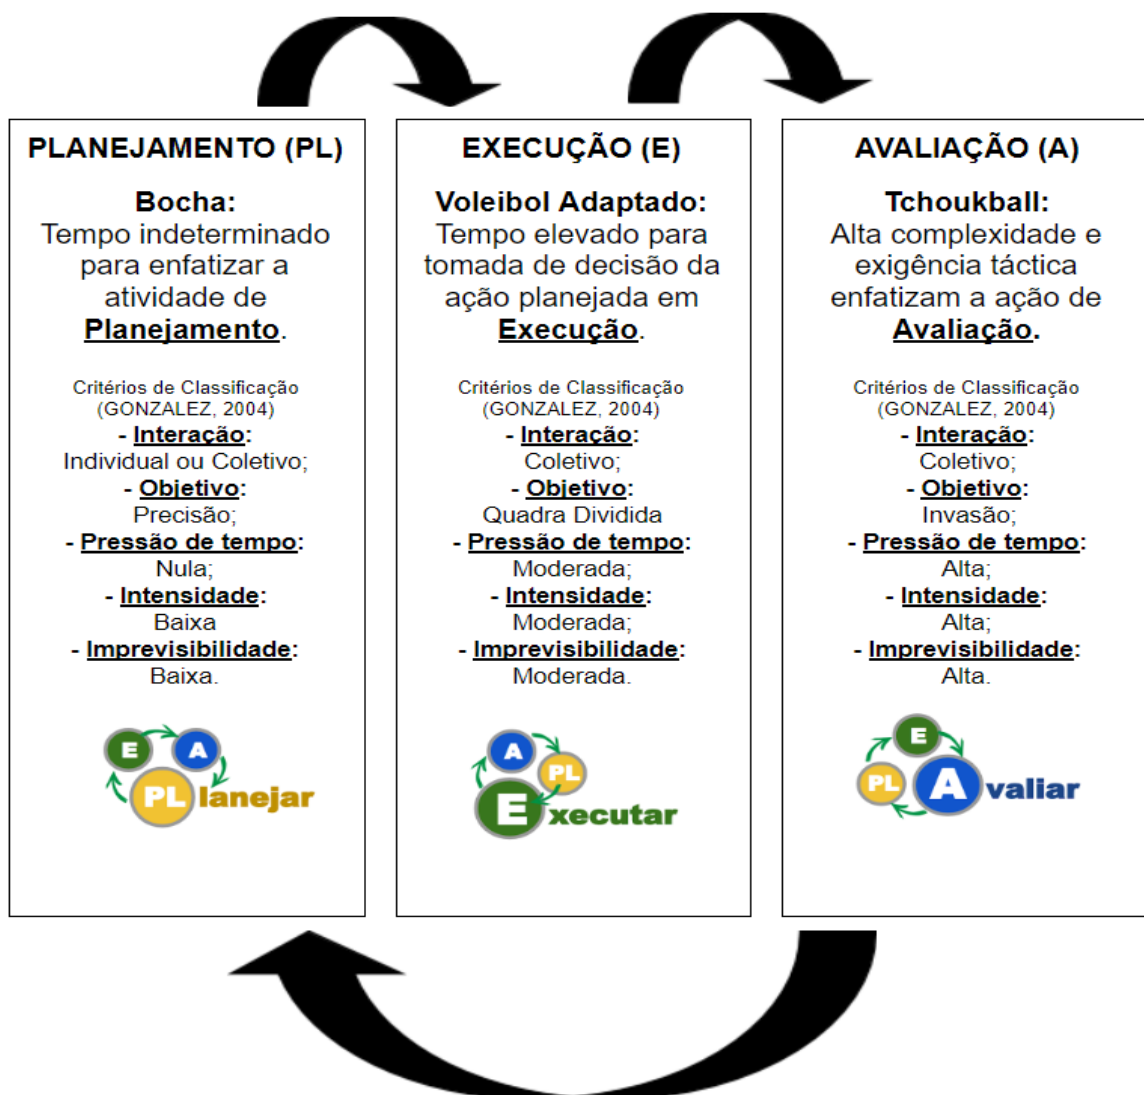 PLANEJAMENTO (PL)
Bocha:
Tempo indeterminado
para enfatizar a
atividade de
Planejamento.
Critérios de Classificação
(GONZALEZ, 2004)
- Interação:
Individual ou Coletivo;
- Objetivo:
Precisão;
- Pressão de tempo:
Nula;
- Intensidade:
Baixa
- Imprevisibilidade:
Baixa.
E A
PL lanejar
EXECUÇÃO (E)
Voleibol Adaptado:
Tempo elevado para
tomada de decisão da
ação planejada em
Execução.
Critérios de Classificação
(GONZALEZ, 2004)
- Interação:
Coletivo;
- Objetivo:
Quadra Dividida
- Pressão de tempo:
Moderada;
- Intensidade:
Moderada;
- Imprevisibilidade:
Moderada.
A
PL
E xecutar
AVALIAÇÃO (A)
Tchoukball:
Alta complexidade e
exigência táctica
enfatizam a ação de
Avaliação.
Critérios de Classificação
(GONZALEZ, 2004)
- Interação:
Coletivo;
- Objetivo:
Invasão;
- Pressão de tempo:
Alta;
- Intensidade:
Alta;
- Imprevisibilidade:
Alta.
E
PL A valiar